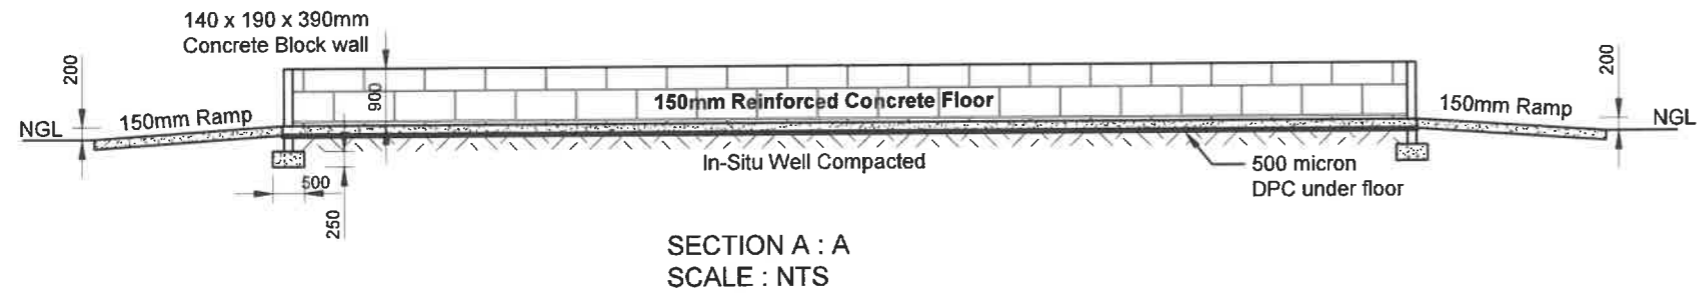 140 x 190 x 390mm
Concrete Block wall
200
900
200
150mm Reinforced Concrete Floor
150mm Ramp
150mm Ramp
NGL
NGL
In-Situ Well Compacted
500 micron
DPC under floor
500
250
SECTION A : A
SCALE : NTS